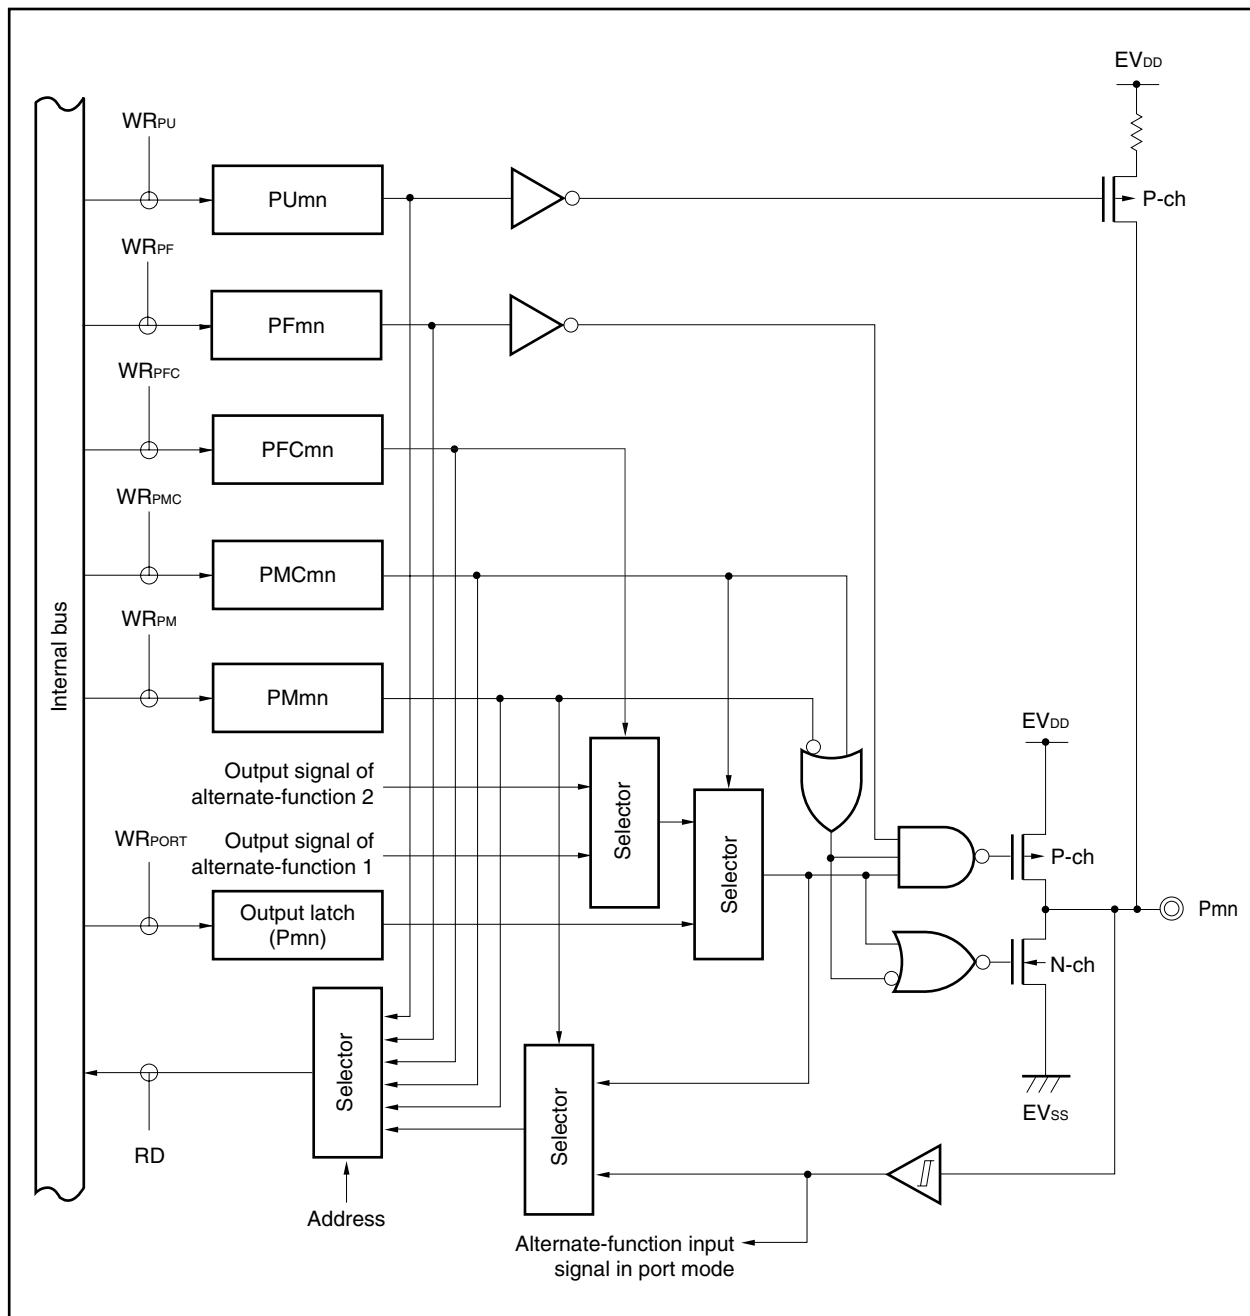 EVDD
WRPU
PUmn
P-ch
WRPF
PFmn
WRPFC
PFCmn
WRPMC
PMCmn
WRPM
PMmn
Internal bus
EVDD
Output signal of
alternate-function 2
Selector
Output signal of
alternate-function 1
Selector
P-ch
WRPORT
Output latch
(Pmn)
Pmn
N-ch
Selector
Selector
EVSS
RD
Address
Alternate-function input
signal in port mode